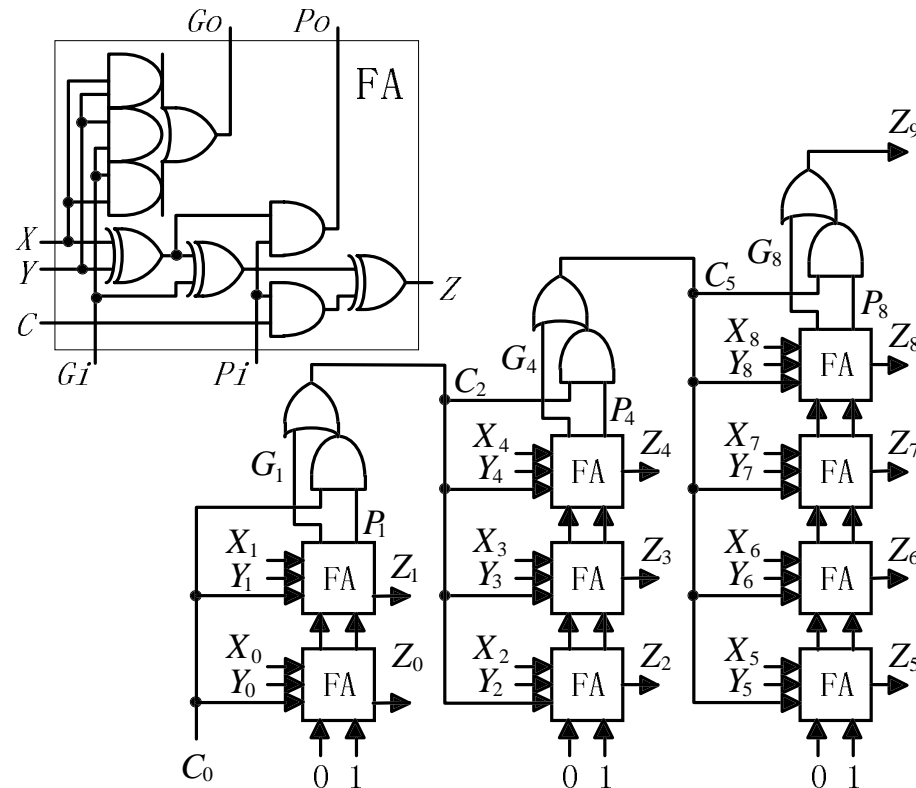 Go Po
FA
Z9
X
Y
C
Gi Pi
Z
G8
C5
P8
X8
Y8
FA
Z8
G4
C2
P4
X4
Y4
FA
Z4
X7
Y7
FA
Z7
G1
P1
X1
Y1
FA
Z1
X3
Y3
FA
Z3
X6
Y6
FA
Z6
X0
Y0
FA
Z0
X2
Y2
FA
Z2
X5
Y5
FA
Z5
C0
0 1
0 1
0 1